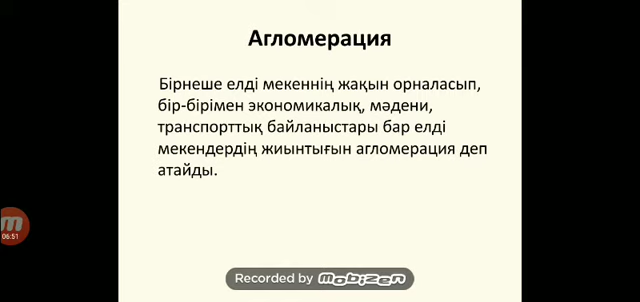 Агломерация
Бірнеше елді мекеннің жақын орналасып,
бір-бірімен экономикалық, мәдени,
транспорттық байланыстары бар елді
мекендердің жиынтығын агломерация деп
атайды.
06:51
Recorded by mobizen